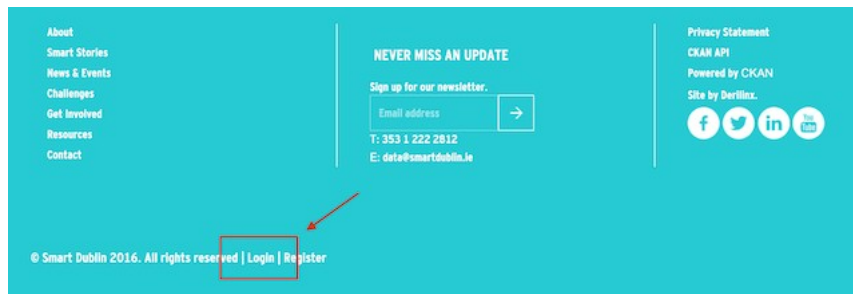 About
Smart Stories
News & Events
Challenges
Get Involved
Resources
Contact
NEVER MISS AN UPDATE
Sign up for our newsletter.
Email address
T: 353 1 222 2812
E: data@smartdublin.ie
Privacy Statement
CKAN API
Powered by CKAN
Site by Derilinx.
You
Tube
© Smart Dublin 2016. All rights reserved | Login | Register